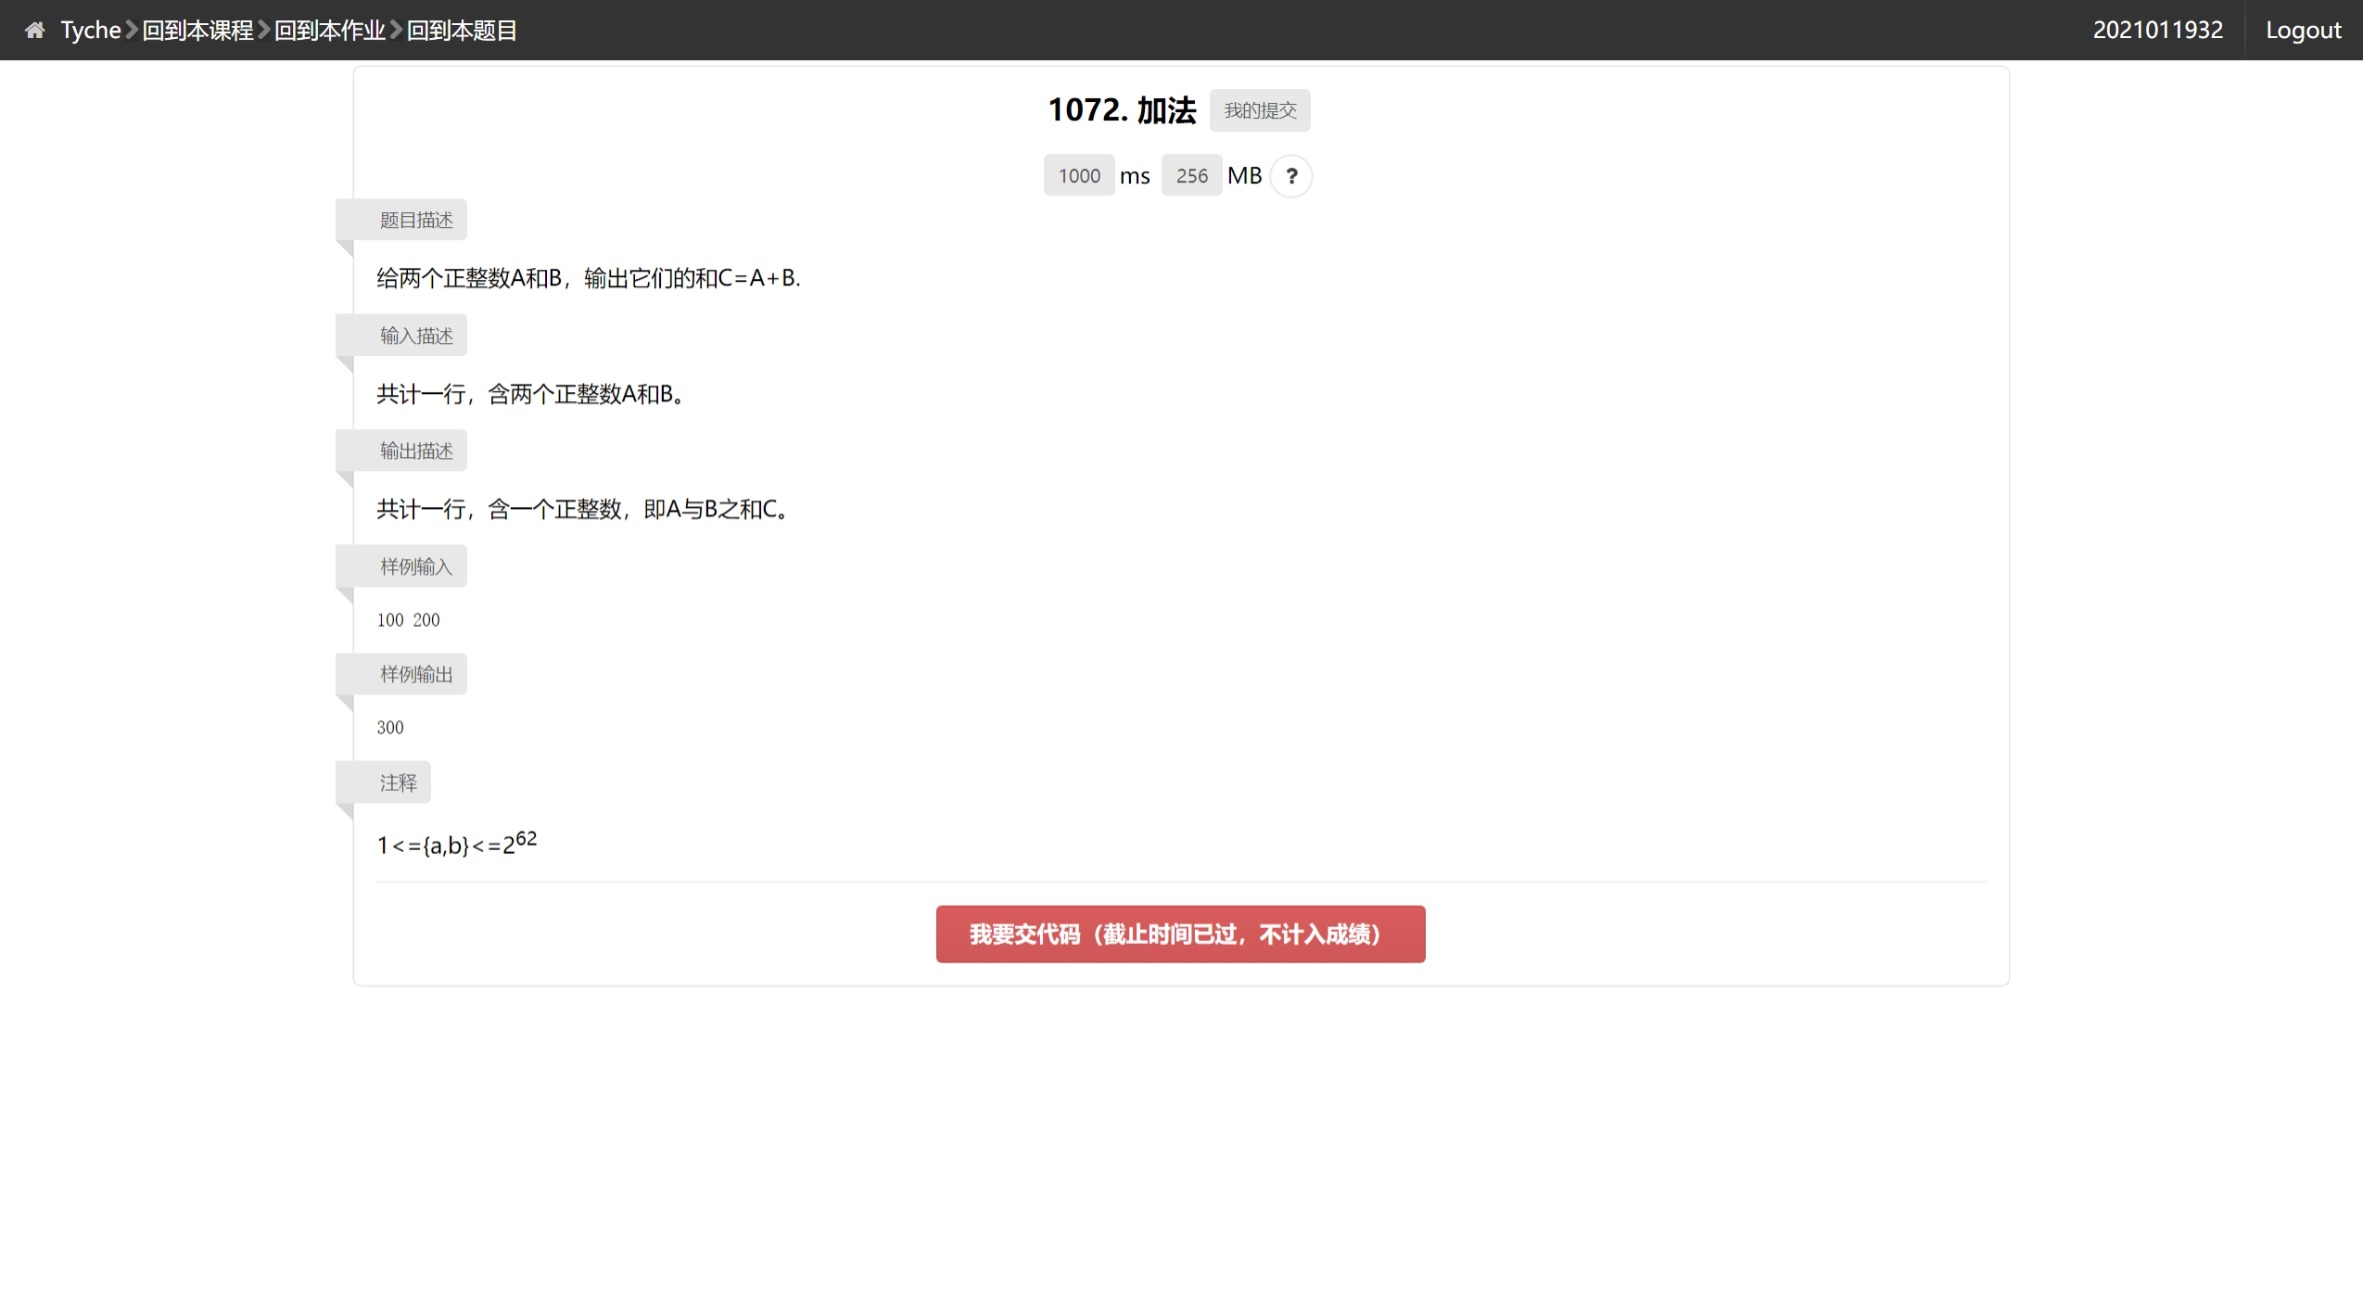 Tyche 回到本课程 回到本作业 回到本题目 2021011932 Logout
1072. 加法 我的提交
1000 ms 256 MB ?
题目描述
给两个正整数A和B，输出它们的和C=A+B.
输入描述
共计一行，含两个正整数A和B。
输出描述
共计一行，含一个正整数，即A与B之和C。
样例输入
100 200
样例输出
300
注释
1<={a,b}<=2^62
我要交代码（截止时间已过，不计入成绩）